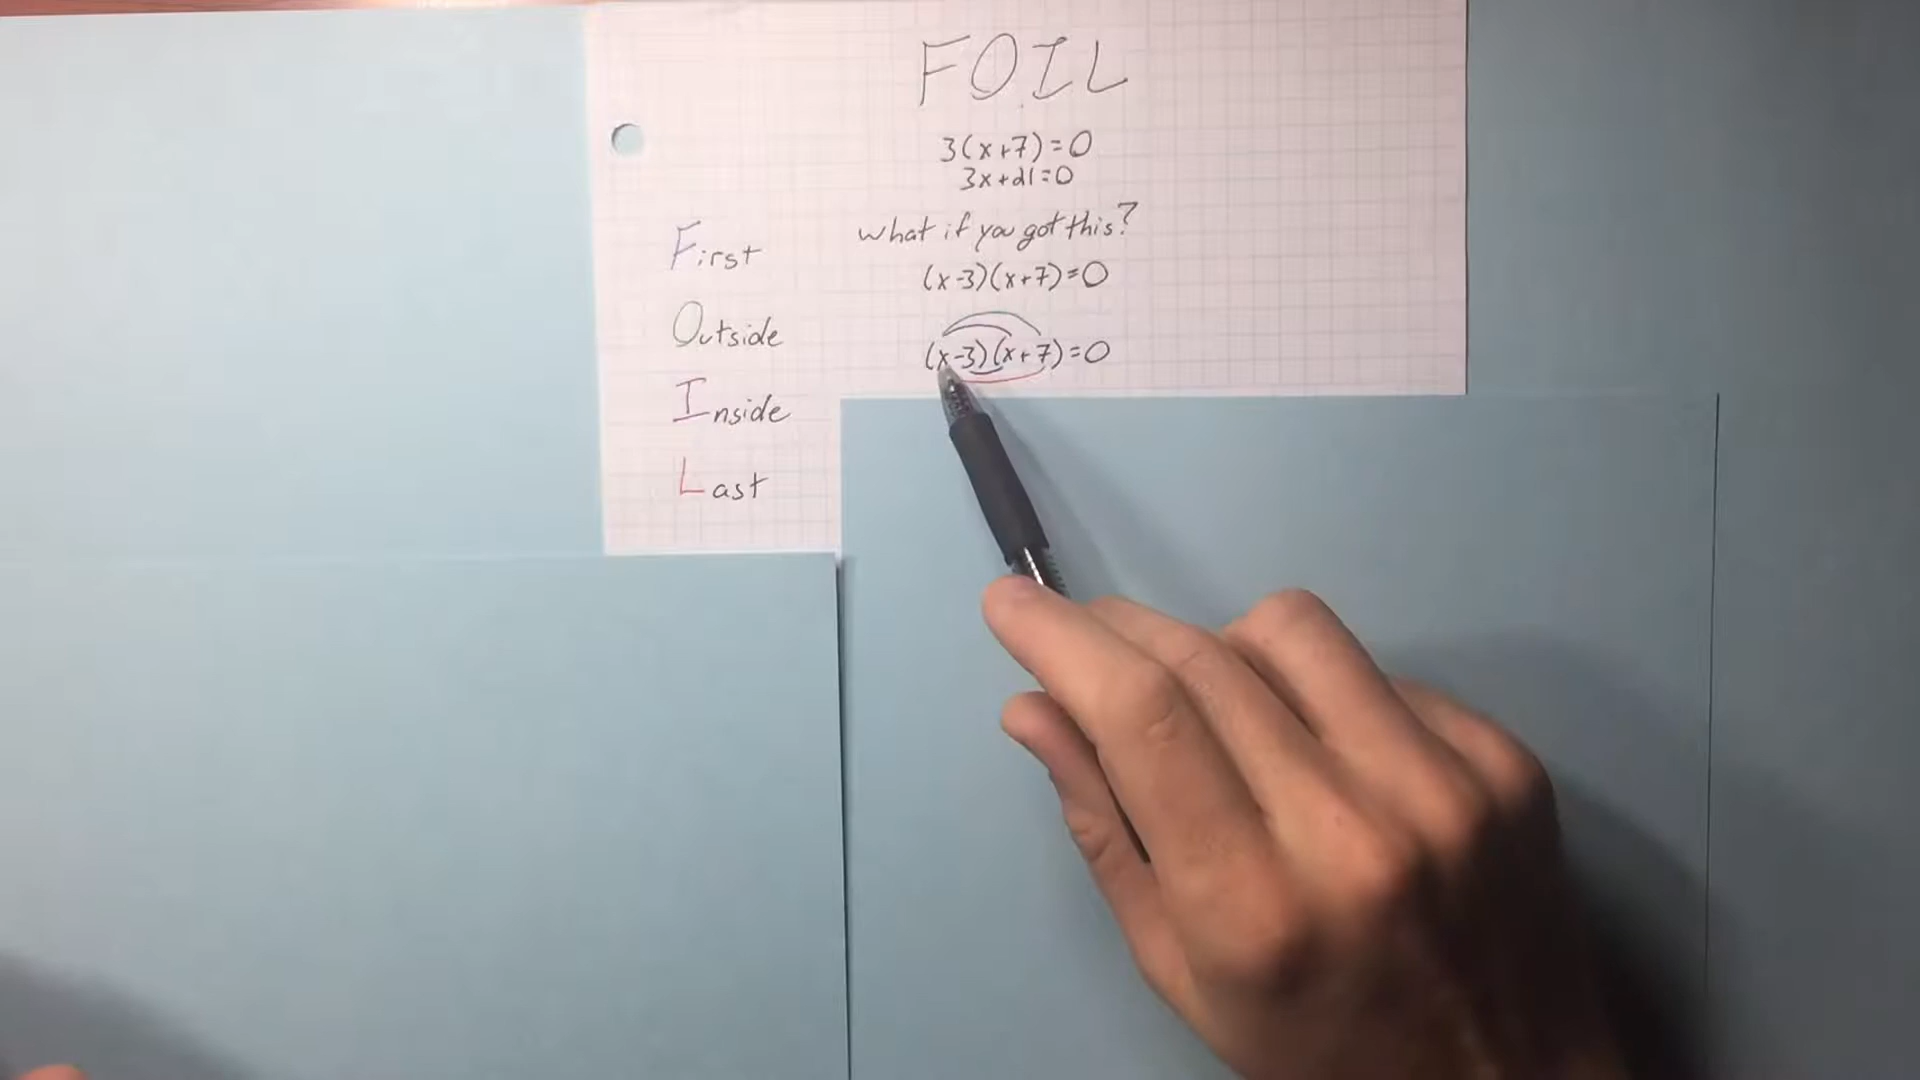 FOIL
3(x+7)=0
3x+21=0
what if you got this?
(x-3)(x+7)=0
(x-3)(x+7)=0
First
Outside
Inside
Last